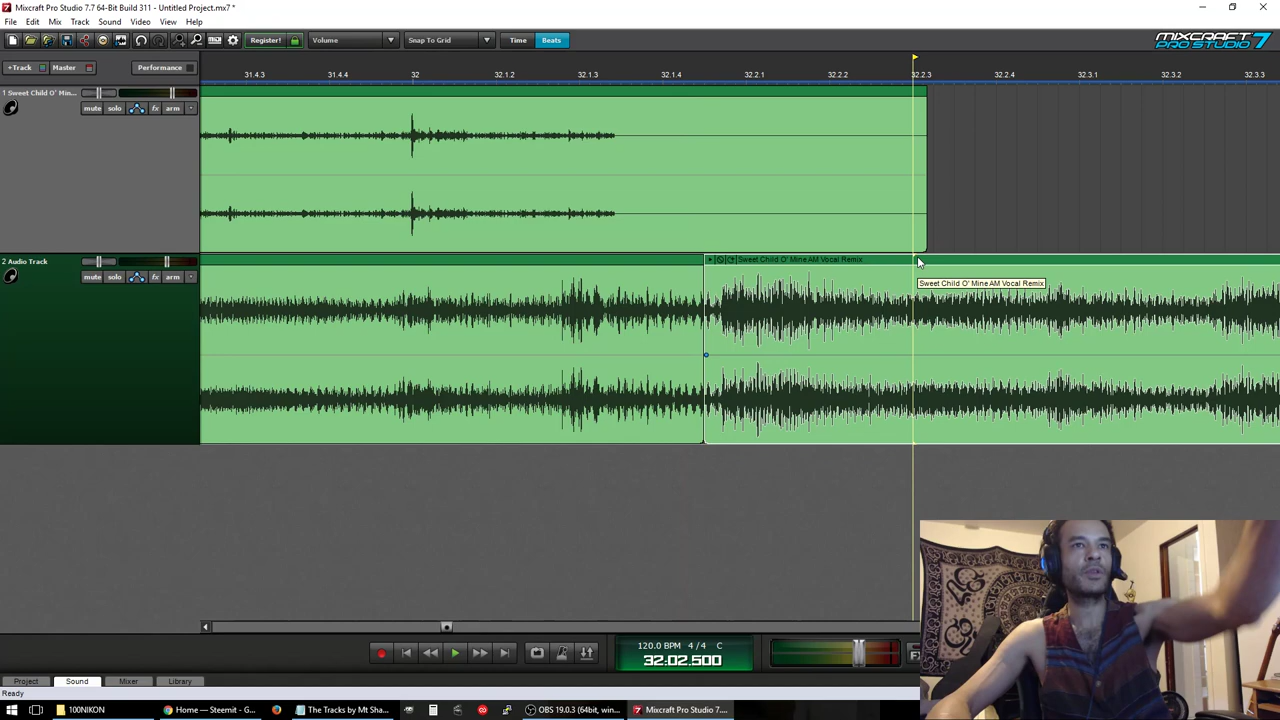 Mixcraft Pro Studio 7.7 64-Bit Build 311 - Untitled Project.mx7 *
File Edit Mix Track Sound Video View Help
Register! Volume Snap To Grid Time Beats
MIXCRAFT PRO STUDIO 7
+Track Master Performance
31.4.3 31.4.4 32 32.1.2 32.1.3 32.1.4 32.2.1 32.2.2 32.2.3 32.2.4 32.3.1 32.3.2 32.3.3
1 Sweet Child O' Min...
mute solo fx arm
2 Audio Track
Sweet Child O' Mine AM Vocal Remix
mute solo fx arm
Sweet Child O' Mine AM Vocal Remix
120.0 BPM 4/4 C
32:02.500
FX
Project Sound Mixer Library
Ready
100NIKON
Home — Steemit - G...
The Tracks by Mt Sha...
OBS 19.0.3 (64bit, win...
Mixcraft Pro Studio 7....